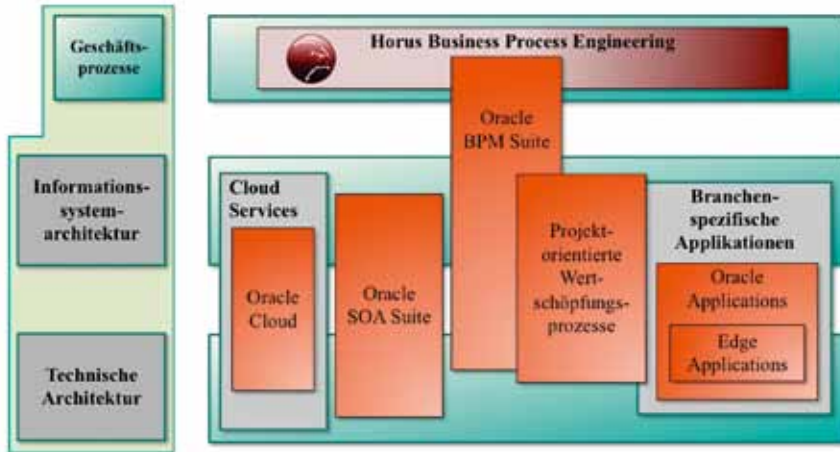 Geschäfts-
prozesse
Horus Business Process Engineering
Oracle
BPM Suite
Informations-
system-
architektur
Cloud
Services
Oracle
Cloud
Oracle
SOA Suite
Projekt-
orientierte
Wert-
schöpfungs-
prozesse
Branchen-
spezifische
Applikationen
Oracle
Applications
Edge
Applications
Technische
Architektur